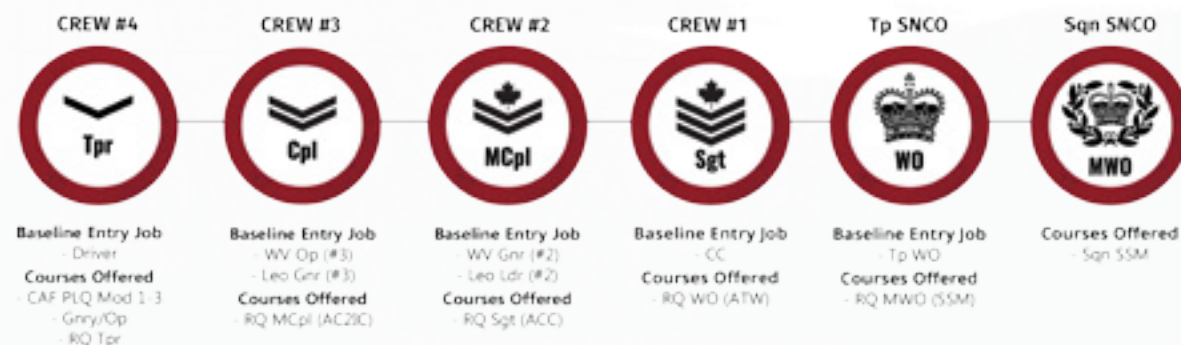 CREW #4
Tpr
Baseline Entry Job
- Driver
Courses Offered
- CAF PLQ Mod 1-3
- Gnry/Op
- RQ Tpr
CREW #3
Cpl
Baseline Entry Job
- WV Op (#3)
- Leo Gnr (#3)
Courses Offered
- RQ MCpl (AC2IC)
CREW #2
MCpl
Baseline Entry Job
- WV Gnr (#2)
- Leo Ldr (#2)
Courses Offered
- RQ Sgt (ACC)
CREW #1
Sgt
Baseline Entry Job
- CC
Courses Offered
- RQ WO (ATW)
Tp SNCO
WO
Baseline Entry Job
- Tp WO
Courses Offered
- RQ MWO (SSM)
Sqn SNCO
MWO
Courses Offered
- Sqn SSM